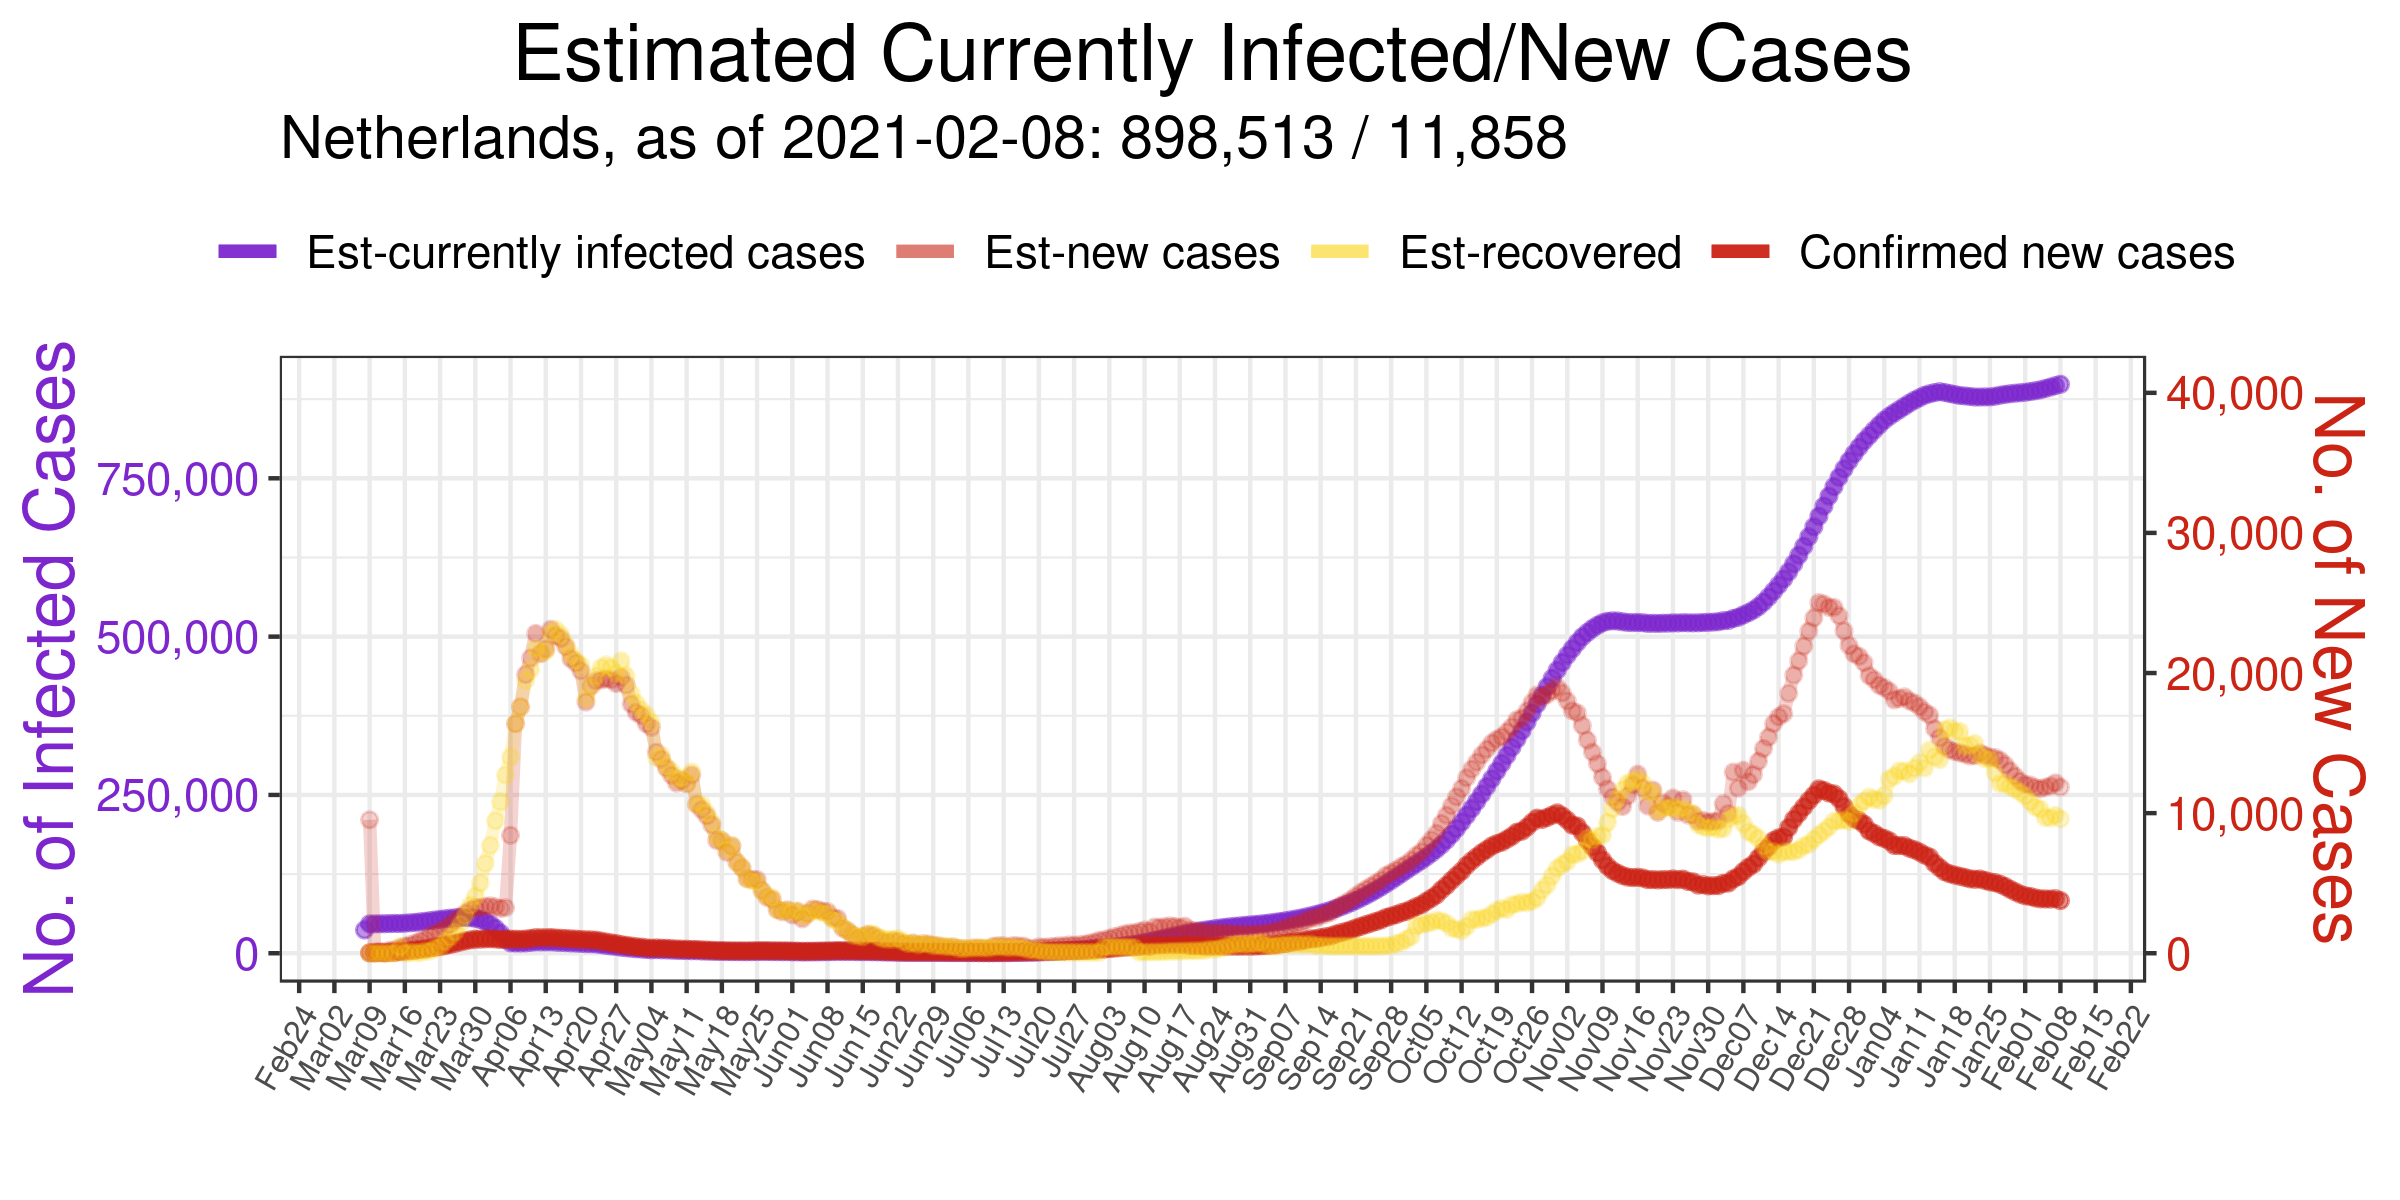 Estimated Currently Infected/New Cases
Netherlands, as of 2021-02-08: 898,513 / 11,858
Est-currently infected cases Est-new cases Est-recovered Confirmed new cases
No. of Infected Cases
750,000
500,000
250,000
0
40,000
30,000
20,000
10,000
0
No. of New Cases
Feb24 Mar02 Mar09 Mar16 Mar23 Mar30 Apr06 Apr13 Apr20 Apr27 May04 May11 May18 May25 Jun01 Jun08 Jun15 Jun22 Jun29 Jul06 Jul13 Jul20 Jul27 Aug03 Aug10 Aug17 Aug24 Aug31 Sep07 Sep14 Sep21 Sep28 Oct05 Oct12 Oct19 Oct26 Nov02 Nov09 Nov16 Nov23 Nov30 Dec07 Dec14 Dec21 Dec28 Jan04 Jan11 Jan18 Jan25 Feb01 Feb08 Feb15 Feb22